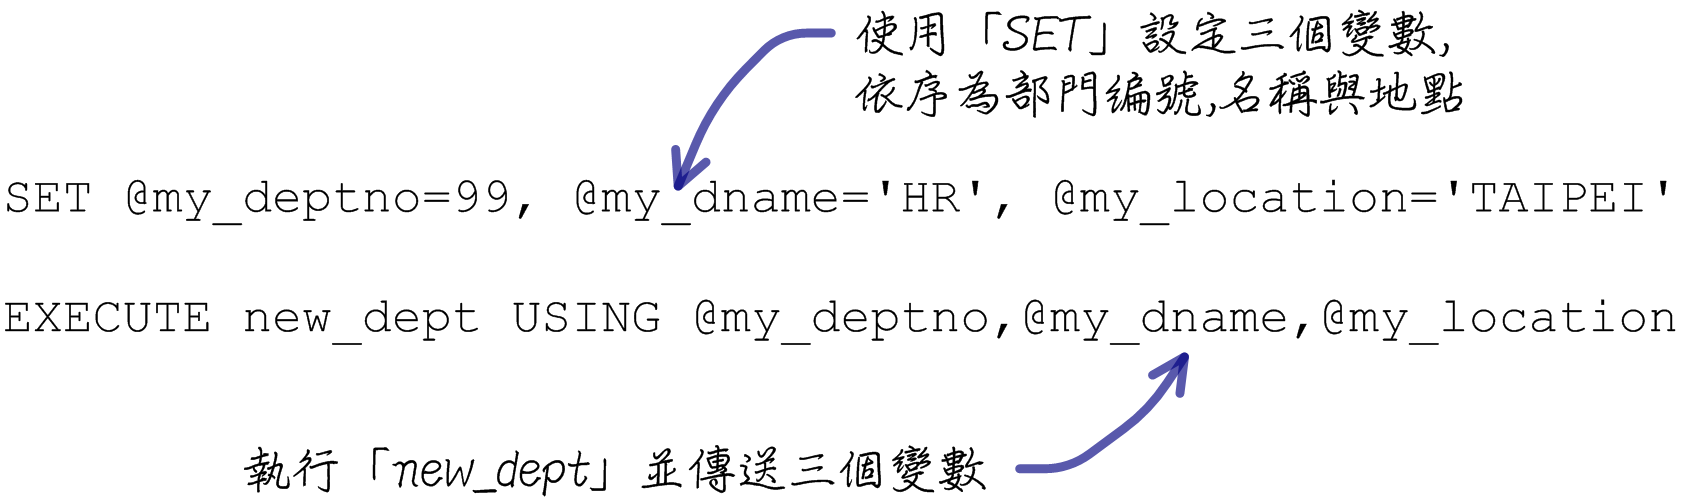 使用「SET」設定三個變數,
依序為部門編號,名稱與地點
SET @my_deptno=99, @my_dname='HR', @my_location='TAIPEI'
EXECUTE new_dept USING @my_deptno,@my_dname,@my_location
執行「new_dept」並傳送三個變數